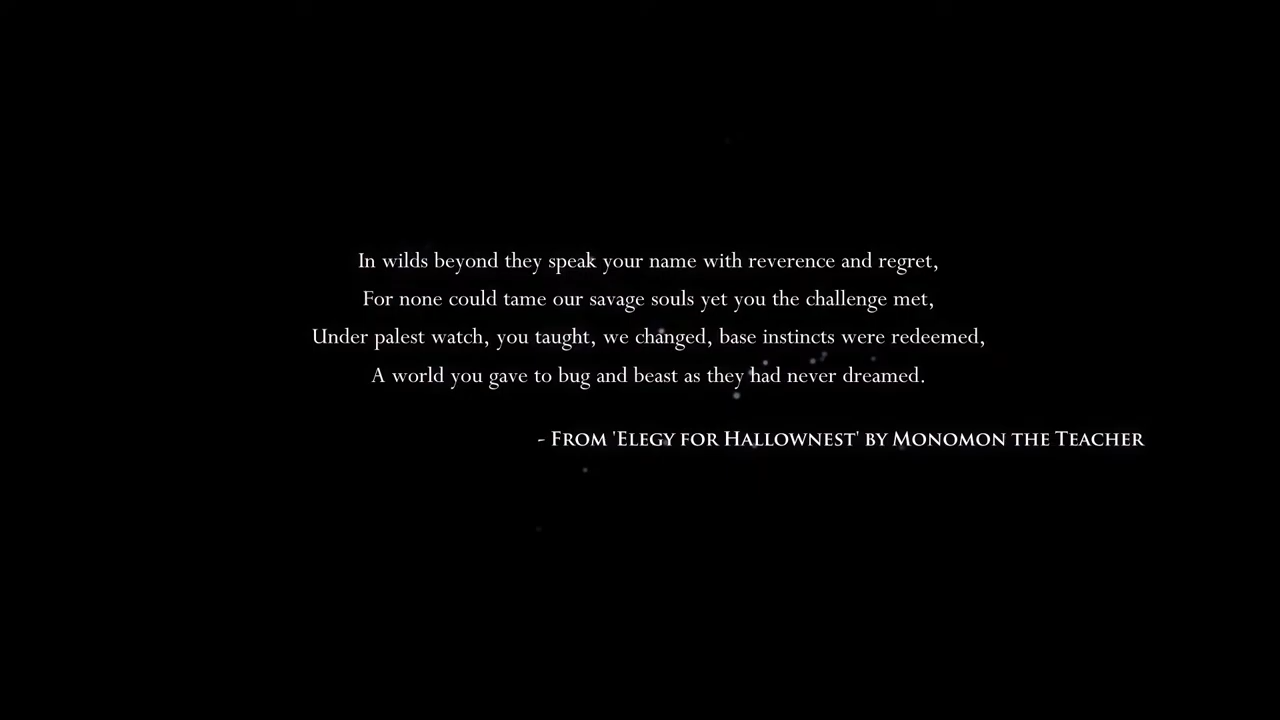 In wilds beyond they speak your name with reverence and regret,
For none could tame our savage souls yet you the challenge met,
Under palest watch, you taught, we changed, base instincts were redeemed,
A world you gave to bug and beast as they had never dreamed.
- From 'Elegy for Hallownest' by Monomon the Teacher